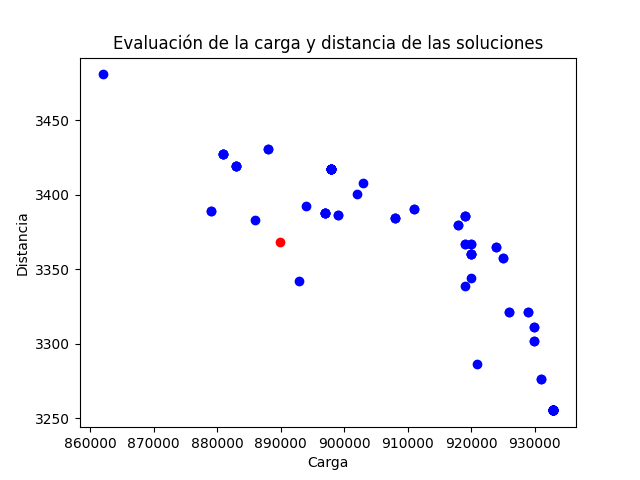 Evaluación de la carga y distancia de las soluciones
Distancia
3450
3400
3350
3300
3250
860000 870000 880000 890000 900000 910000 920000 930000
Carga